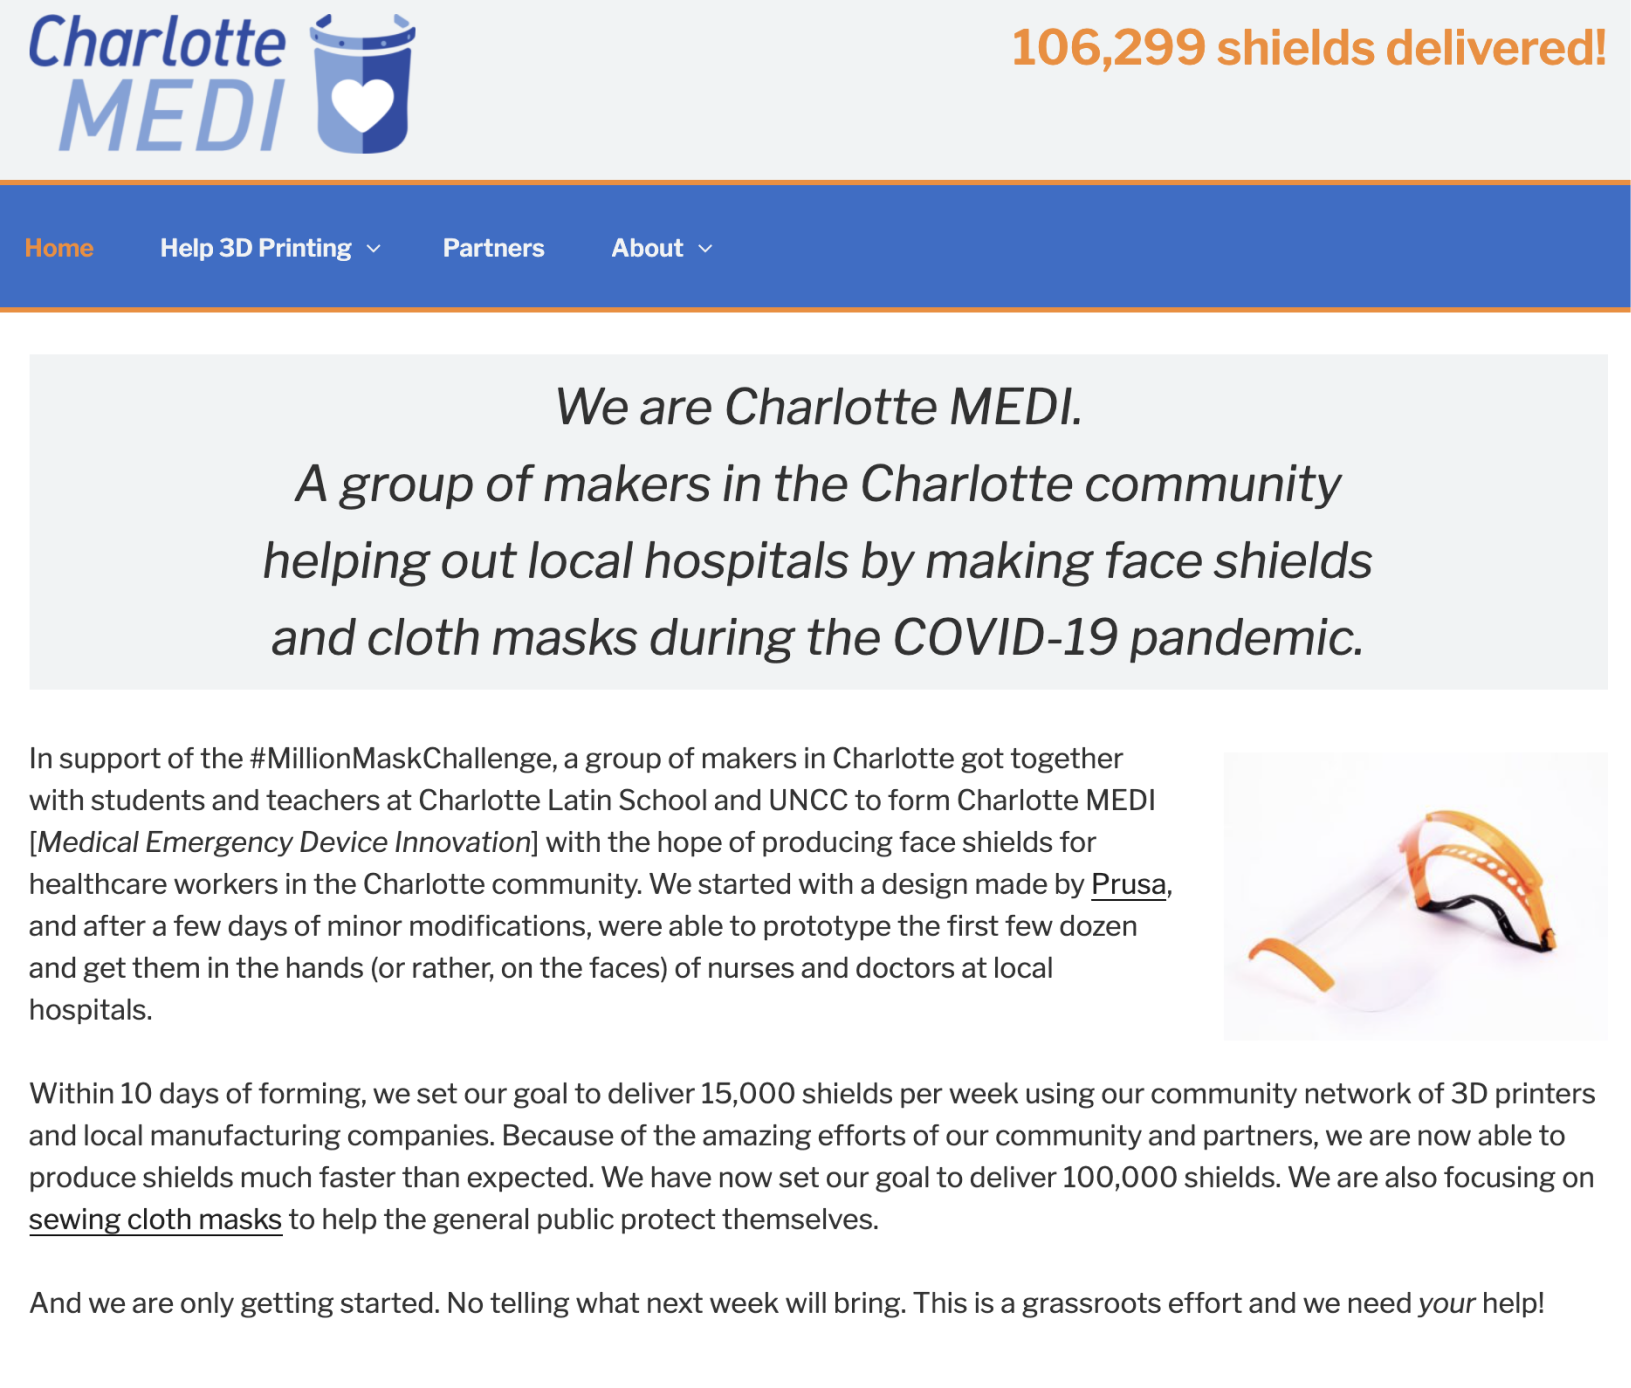 Charlotte
MEDI
106,299 shields delivered!
Home
Help 3D Printing
Partners
About
We are Charlotte MEDI.
A group of makers in the Charlotte community
helping out local hospitals by making face shields
and cloth masks during the COVID-19 pandemic.
In support of the #MillionMaskChallenge, a group of makers in Charlotte got together
with students and teachers at Charlotte Latin School and UNCC to form Charlotte MEDI
[Medical Emergency Device Innovation] with the hope of producing face shields for
healthcare workers in the Charlotte community. We started with a design made by Prusa,
and after a few days of minor modifications, were able to prototype the first few dozen
and get them in the hands (or rather, on the faces) of nurses and doctors at local
hospitals.
Within 10 days of forming, we set our goal to deliver 15,000 shields per week using our community network of 3D printers
and local manufacturing companies. Because of the amazing efforts of our community and partners, we are now able to
produce shields much faster than expected. We have now set our goal to deliver 100,000 shields. We are also focusing on
sewing cloth masks to help the general public protect themselves.
And we are only getting started. No telling what next week will bring. This is a grassroots effort and we need your help!